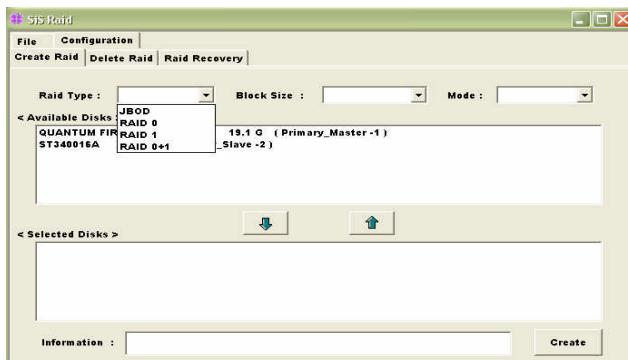 SiS Raid
File Configuration
Create Raid Delete Raid Raid Recovery
Raid Type : Block Size : Mode :
JBOD
RAID 0
RAID 1
RAID 0+1
< Available Disks >
QUANTUM FIR 19.1 G ( Primary_Master -1 )
ST340016A _Slave -2 )
< Selected Disks >
Information :
Create